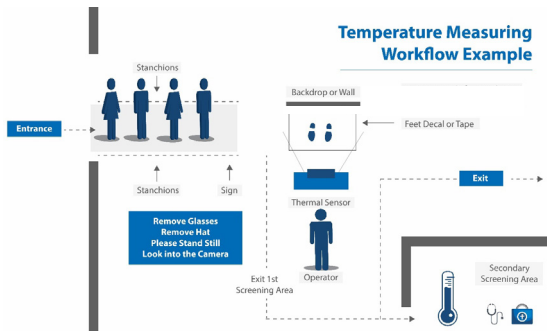 Temperature Measuring
Workflow Example
Stanchions
Backdrop or Wall
Entrance
Feet Decal or Tape
Stanchions
Sign
Exit
Thermal Sensor
Remove Glasses
Remove Hat
Please Stand Still
Look into the Camera
Operator
Exit 1st
Screening Area
Secondary
Screening Area